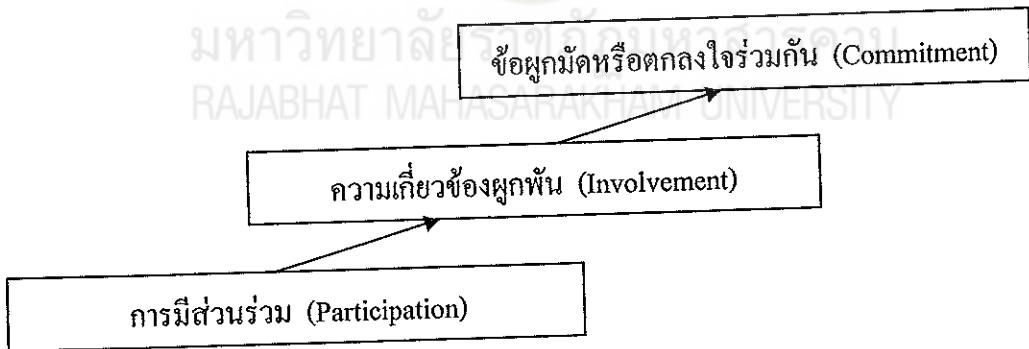 มหาวิทยาลัยราชภัฏมหาสารคาม
RAJABHAT MAHASARAKHAM UNIVERSITY
ข้อผูกมัดหรือตกลงใจร่วมกัน (Commitment)
ความเกี่ยวข้องผูกพัน (Involvement)
การมีส่วนร่วม (Participation)